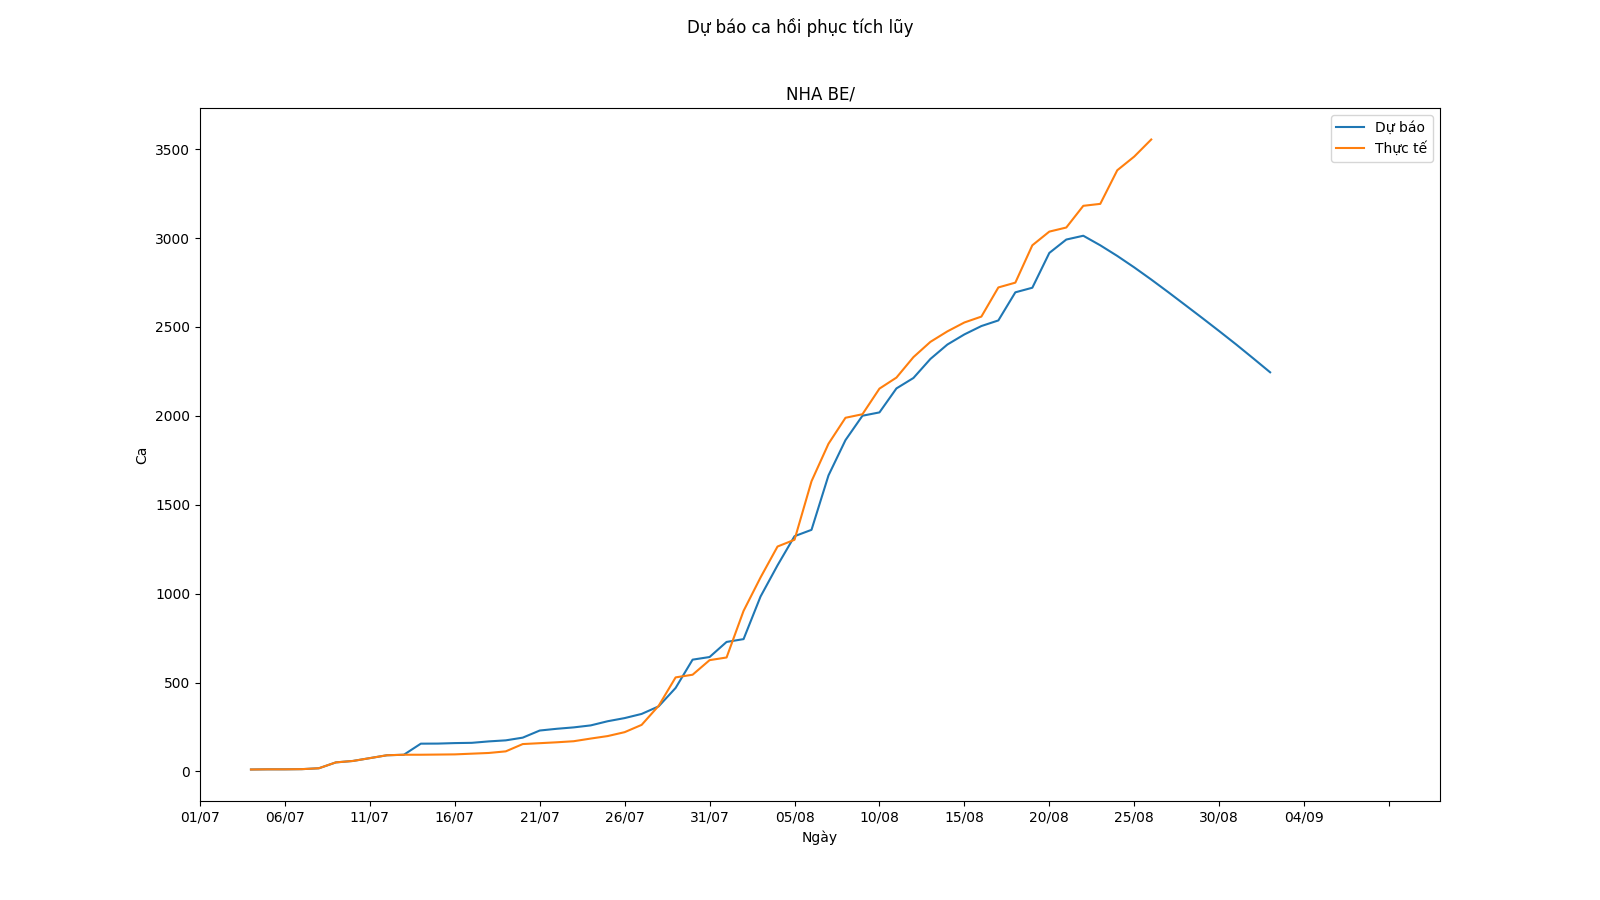 Dự báo ca hồi phục tích lũy
NHA BE/
Dự báo
Thực tế
3500
3000
2500
2000
1500
1000
500
0
Ca
01/07 06/07 11/07 16/07 21/07 26/07 31/07 05/08 10/08 15/08 20/08 25/08 30/08 04/09
Ngày